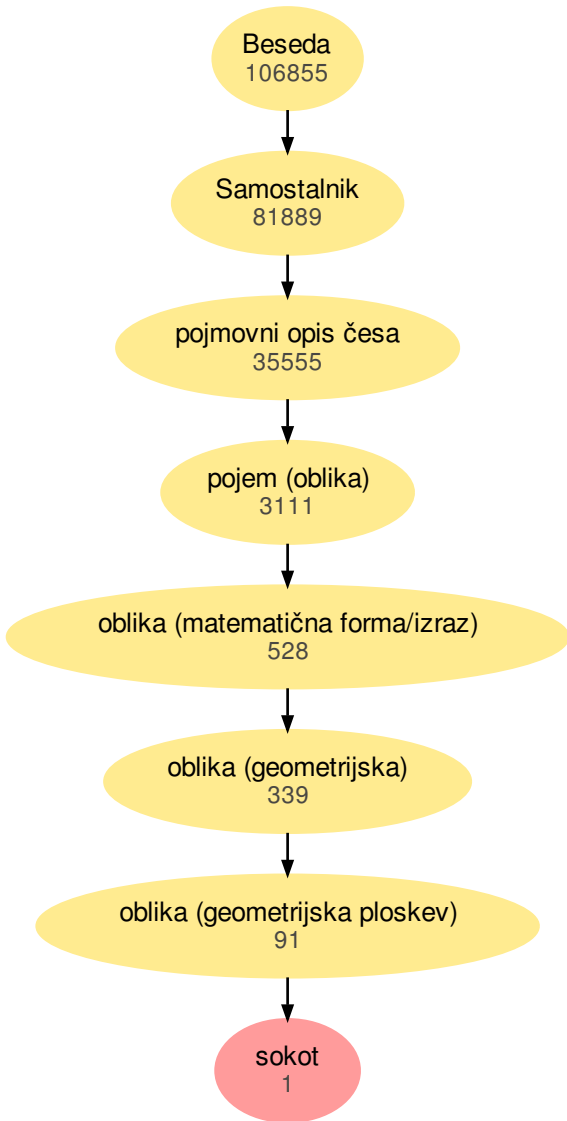 Beseda
106855
Samostalnik
81889
pojmovni opis česa
35555
pojem (oblika)
3111
oblika (matematična forma/izraz)
528
oblika (geometrijska)
339
oblika (geometrijska ploskev)
91
sokot
1